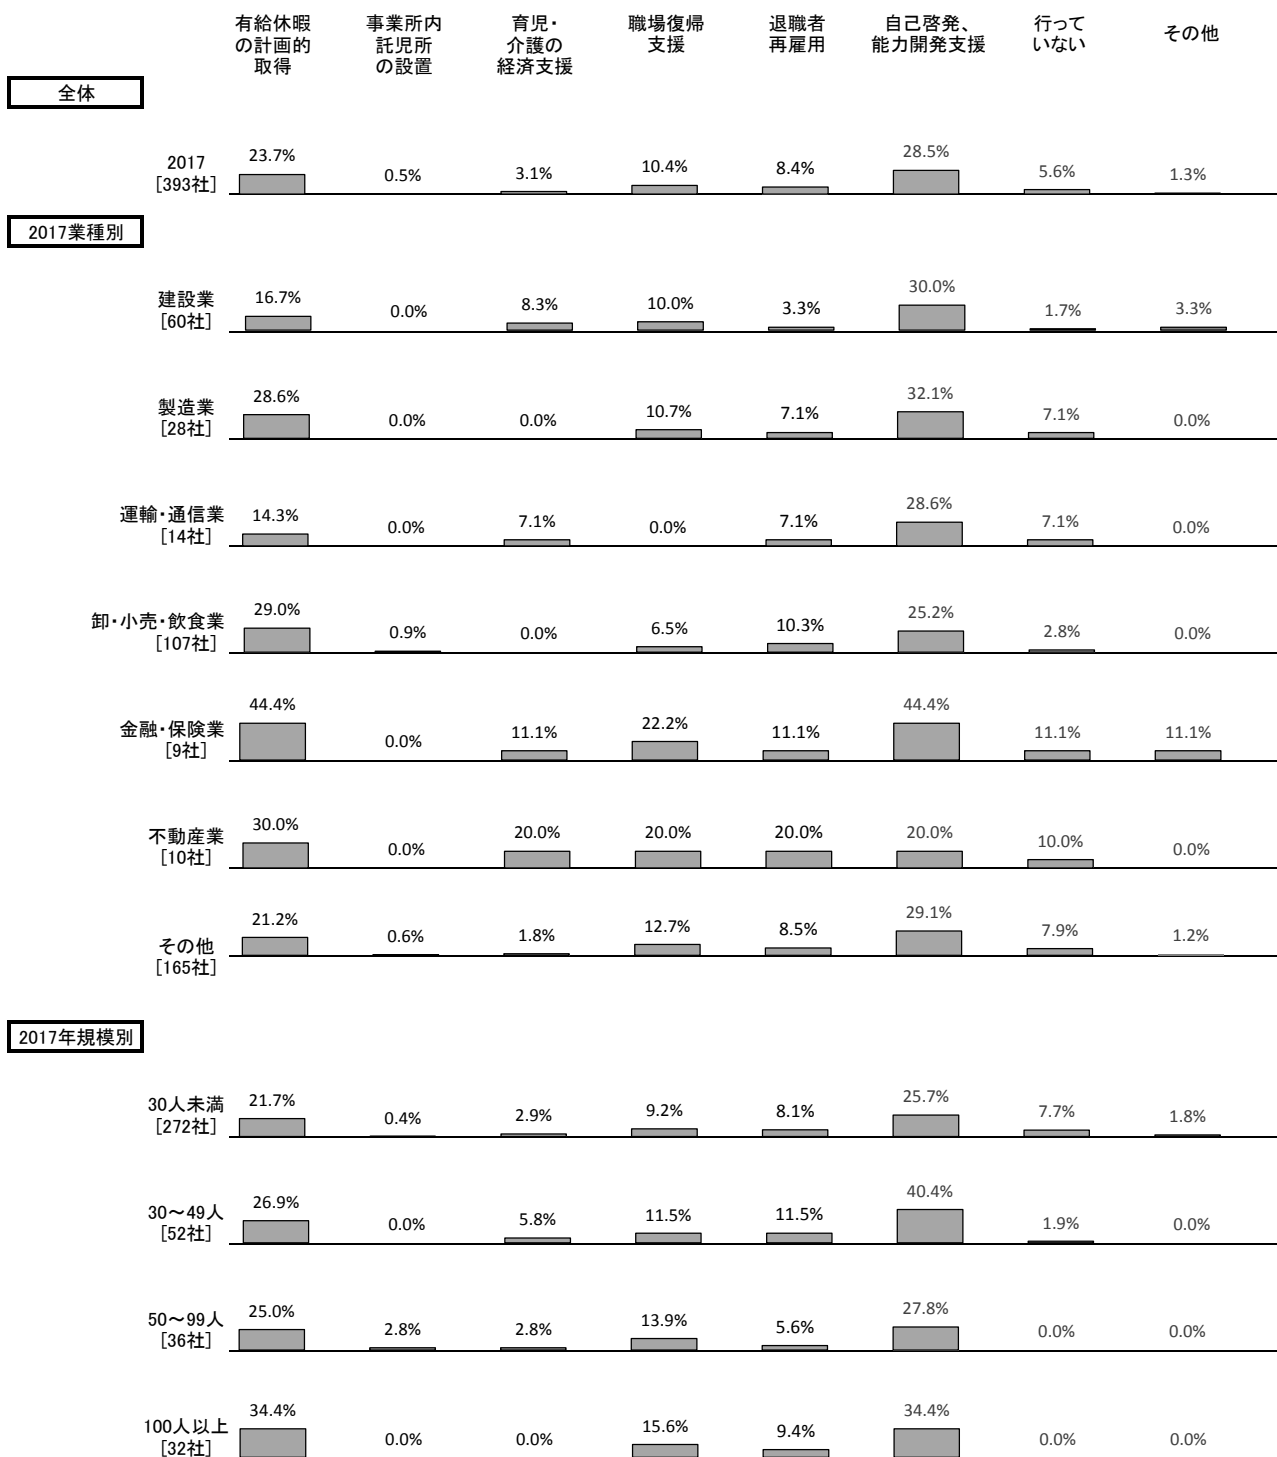 有給休暇
の計画的
取得
事業所内
託児所
の設置
育児・
介護の
経済支援
職場復帰
支援
退職者
再雇用
自己啓発、
能力開発支援
行って
いない
その他
全体
2017
[393社]
23.7% 0.5% 3.1% 10.4% 8.4% 28.5% 5.6% 1.3%
2017業種別
建設業
[60社]
16.7% 0.0% 8.3% 10.0% 3.3% 30.0% 1.7% 3.3%
製造業
[28社]
28.6% 0.0% 0.0% 10.7% 7.1% 32.1% 7.1% 0.0%
運輸・通信業
[14社]
14.3% 0.0% 7.1% 0.0% 7.1% 28.6% 7.1% 0.0%
卸・小売・飲食業
[107社]
29.0% 0.9% 0.0% 6.5% 10.3% 25.2% 2.8% 0.0%
金融・保険業
[9社]
44.4% 0.0% 11.1% 22.2% 11.1% 44.4% 11.1% 11.1%
不動産業
[10社]
30.0% 0.0% 20.0% 20.0% 20.0% 20.0% 10.0% 0.0%
その他
[165社]
21.2% 0.6% 1.8% 12.7% 8.5% 29.1% 7.9% 1.2%
2017年規模別
30人未満
[272社]
21.7% 0.4% 2.9% 9.2% 8.1% 25.7% 7.7% 1.8%
30～49人
[52社]
26.9% 0.0% 5.8% 11.5% 11.5% 40.4% 1.9% 0.0%
50～99人
[36社]
25.0% 2.8% 2.8% 13.9% 5.6% 27.8% 0.0% 0.0%
100人以上
[32社]
34.4% 0.0% 0.0% 15.6% 9.4% 34.4% 0.0% 0.0%